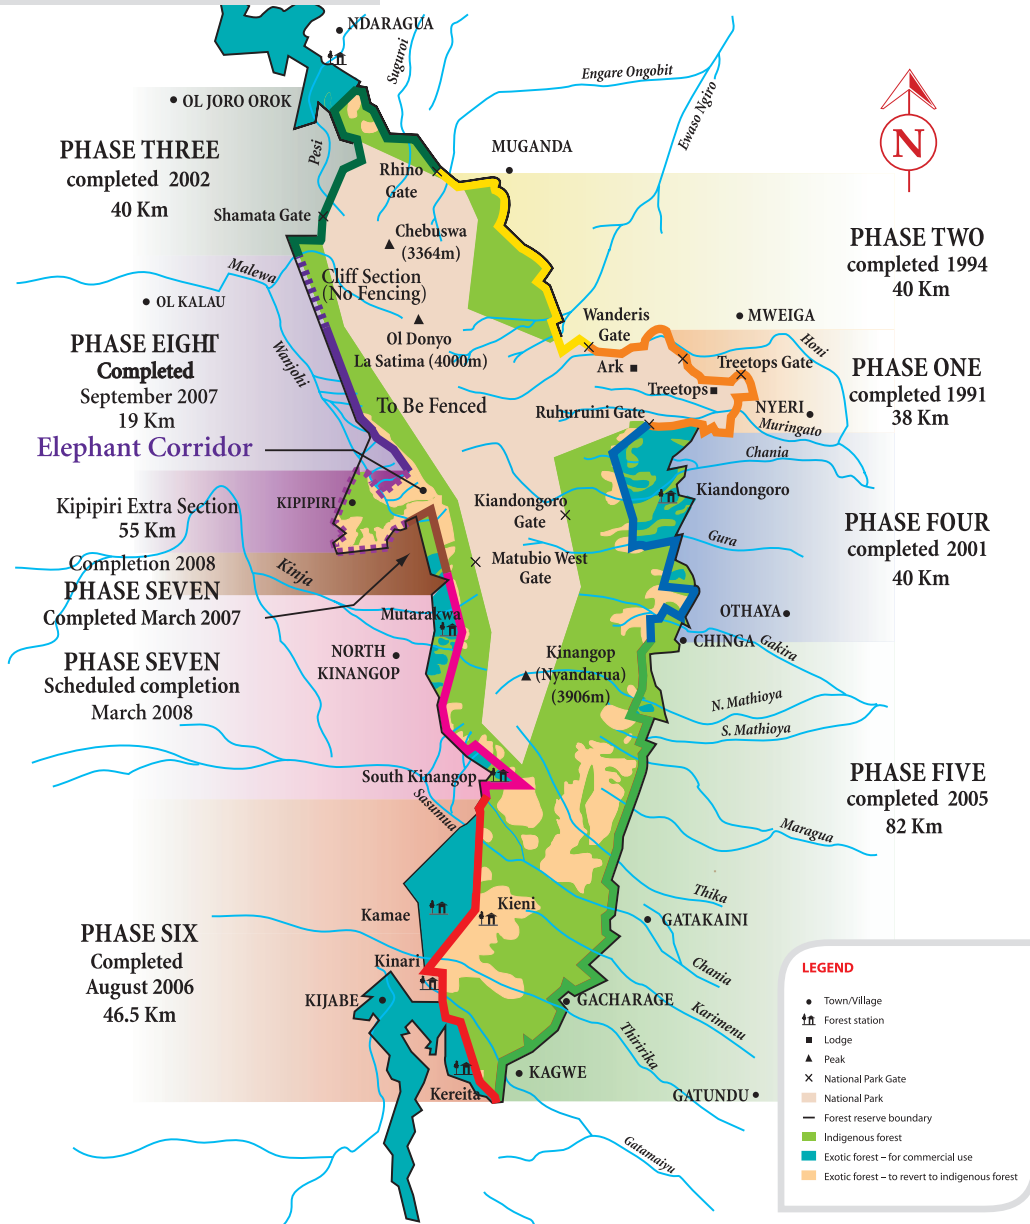 NDARAGUA
Suguroi
Engare Ongobit
Ewaso Ngiro
OL JORO OROK
N
PHASE THREE
completed 2002
40 Km
Pesi
MUGANDA
Rhino
Gate
Shamata Gate
Chebuswa
(3364m)
PHASE TWO
completed 1994
40 Km
Malewa
Cliff Section
(No Fencing)
OL KALAU
Wanderis
Gate
MWEIGA
Ol Donyo
La Satima (4000m)
Honi
PHASE EIGHT
Completed
September 2007
19 Km
Wanjohi
Ark
Treetops Gate
Treetops
PHASE ONE
completed 1991
38 Km
To Be Fenced
Ruhuruini Gate
NYERI
Muringato
Elephant Corridor
Chania
Kiandongoro
KIPIPIRI
Kiandongoro
Gate
Kipipiri Extra Section
55 Km
Completion 2008
PHASE FOUR
completed 2001
40 Km
Gura
Matubio West
Gate
Kinja
PHASE SEVEN
Completed March 2007
Mutarakwa
OTHAYA
CHINGA
Gakira
NORTH
KINANGOP
PHASE SEVEN
Scheduled completion
March 2008
Kinangop
(Nyandarua)
(3906m)
N. Mathioya
S. Mathioya
South Kinangop
Sasumua
PHASE FIVE
completed 2005
82 Km
Maragua
Thika
Kamae
Kieni
GATAKAINI
PHASE SIX
Completed
August 2006
46.5 Km
Kinari
Chania
KIJABE
GACHARAGE
Karimenu
Thiririka
KAGWE
Kereita
GATUNDU
Gatamaiyu
LEGEND
Town/Village
Forest station
Lodge
Peak
National Park Gate
National Park
Forest reserve boundary
Indigenous forest
Exotic forest – for commercial use
Exotic forest – to revert to indigenous forest